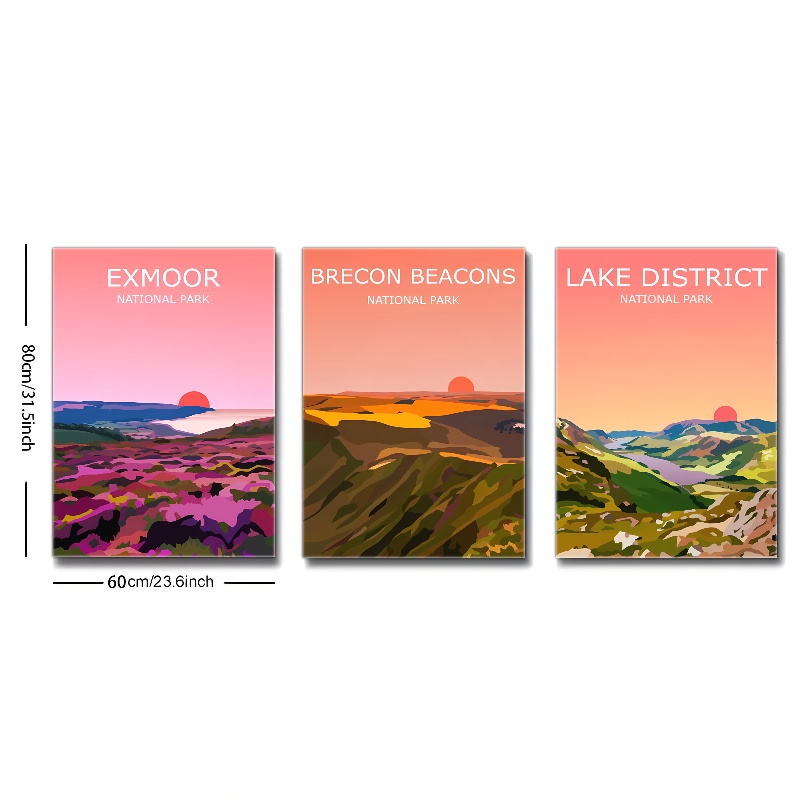 EXMOOR
NATIONAL PARK
BRECON BEACONS
NATIONAL PARK
LAKE DISTRICT
NATIONAL PARK
80cm/31.5inch
60cm/23.6inch